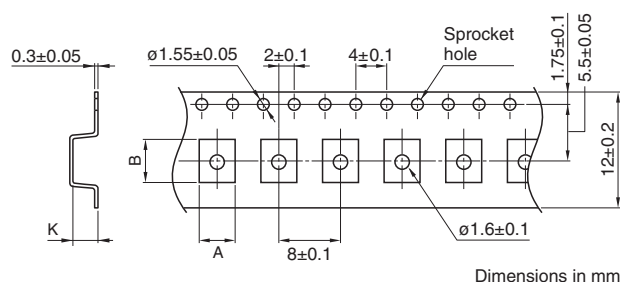 0.3±0.05
ø1.55±0.05
2±0.1
4±0.1
Sprocket
hole
1.75±0.1
5.5±0.05
B
12±0.2
K
A
8±0.1
ø1.6±0.1
Dimensions in mm